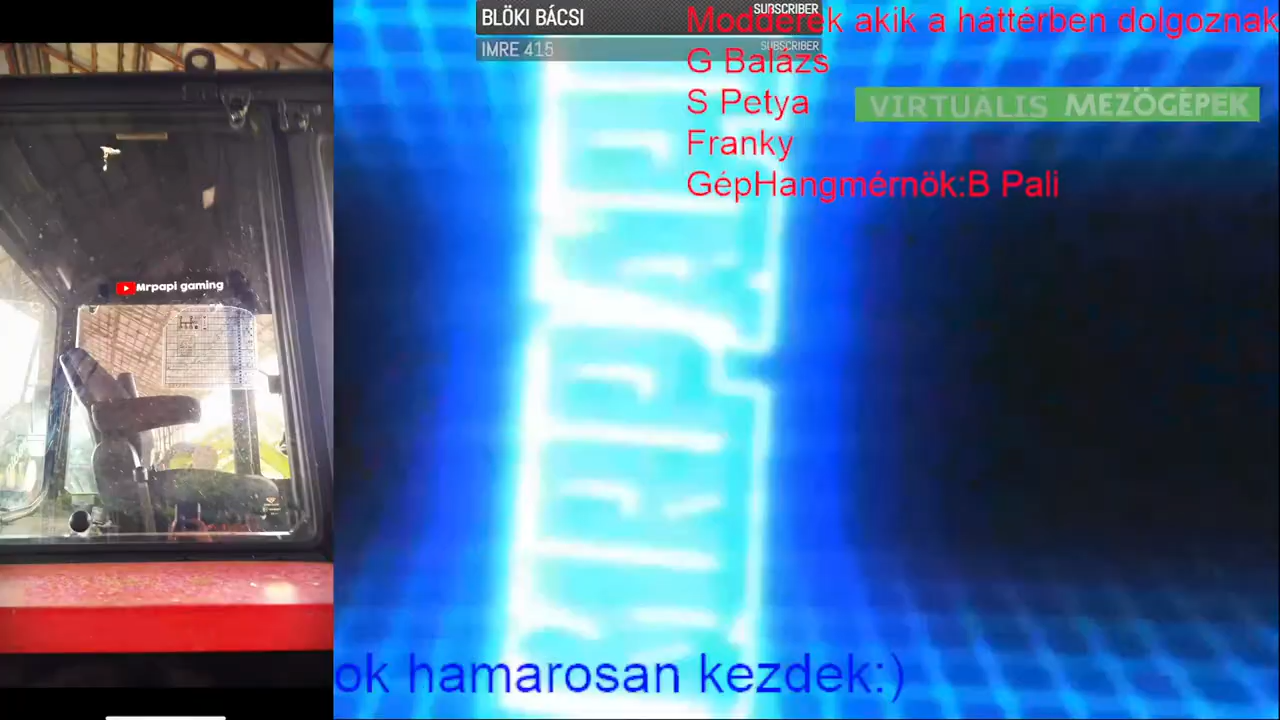 BLÖKI BÁCSI
SUBSCRIBER
IMRE 415
SUBSCRIBER
Modderek akik a háttérben dolgoznak
G Balázs
S Petya
Franky
GépHangmérnök:B Pali
VIRTUÁLIS MEZŐGÉPEK
Mrpapi gaming
ok hamarosan kezdek:)